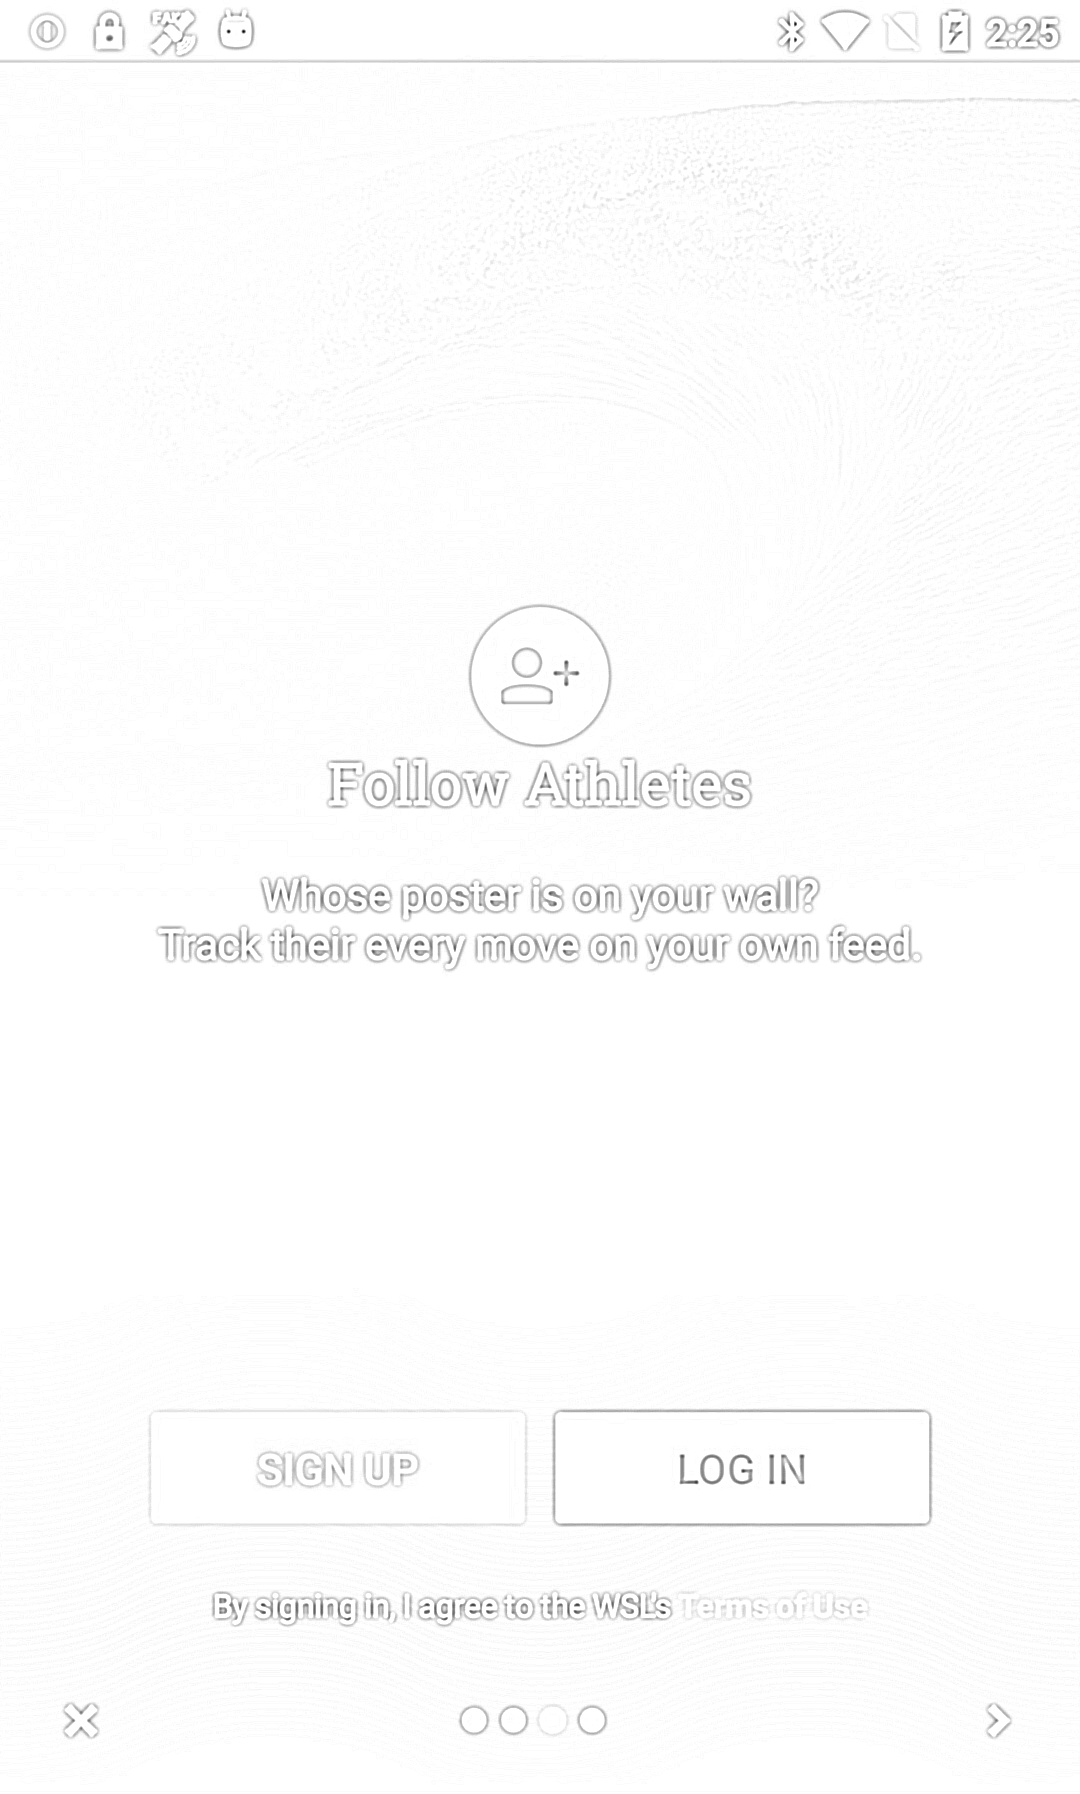 2:25
Follow Athletes
Whose poster is on your wall?
Track their every move on your own feed.
SIGN UP
LOG IN
By signing in, I agree to the WSL's Terms of Use